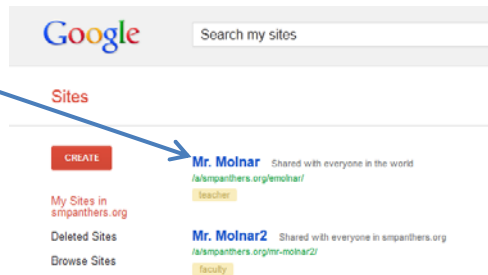 Google
Search my sites
Sites
CREATE
Mr. Molnar Shared with everyone in the world
/a/smpanthers.org/emolnar/
teacher
My Sites in
smpanthers.org
Deleted Sites
Mr. Molnar2 Shared with everyone in smpanthers.org
/a/smpanthers.org/mr-molnar2/
Browse Sites
faculty